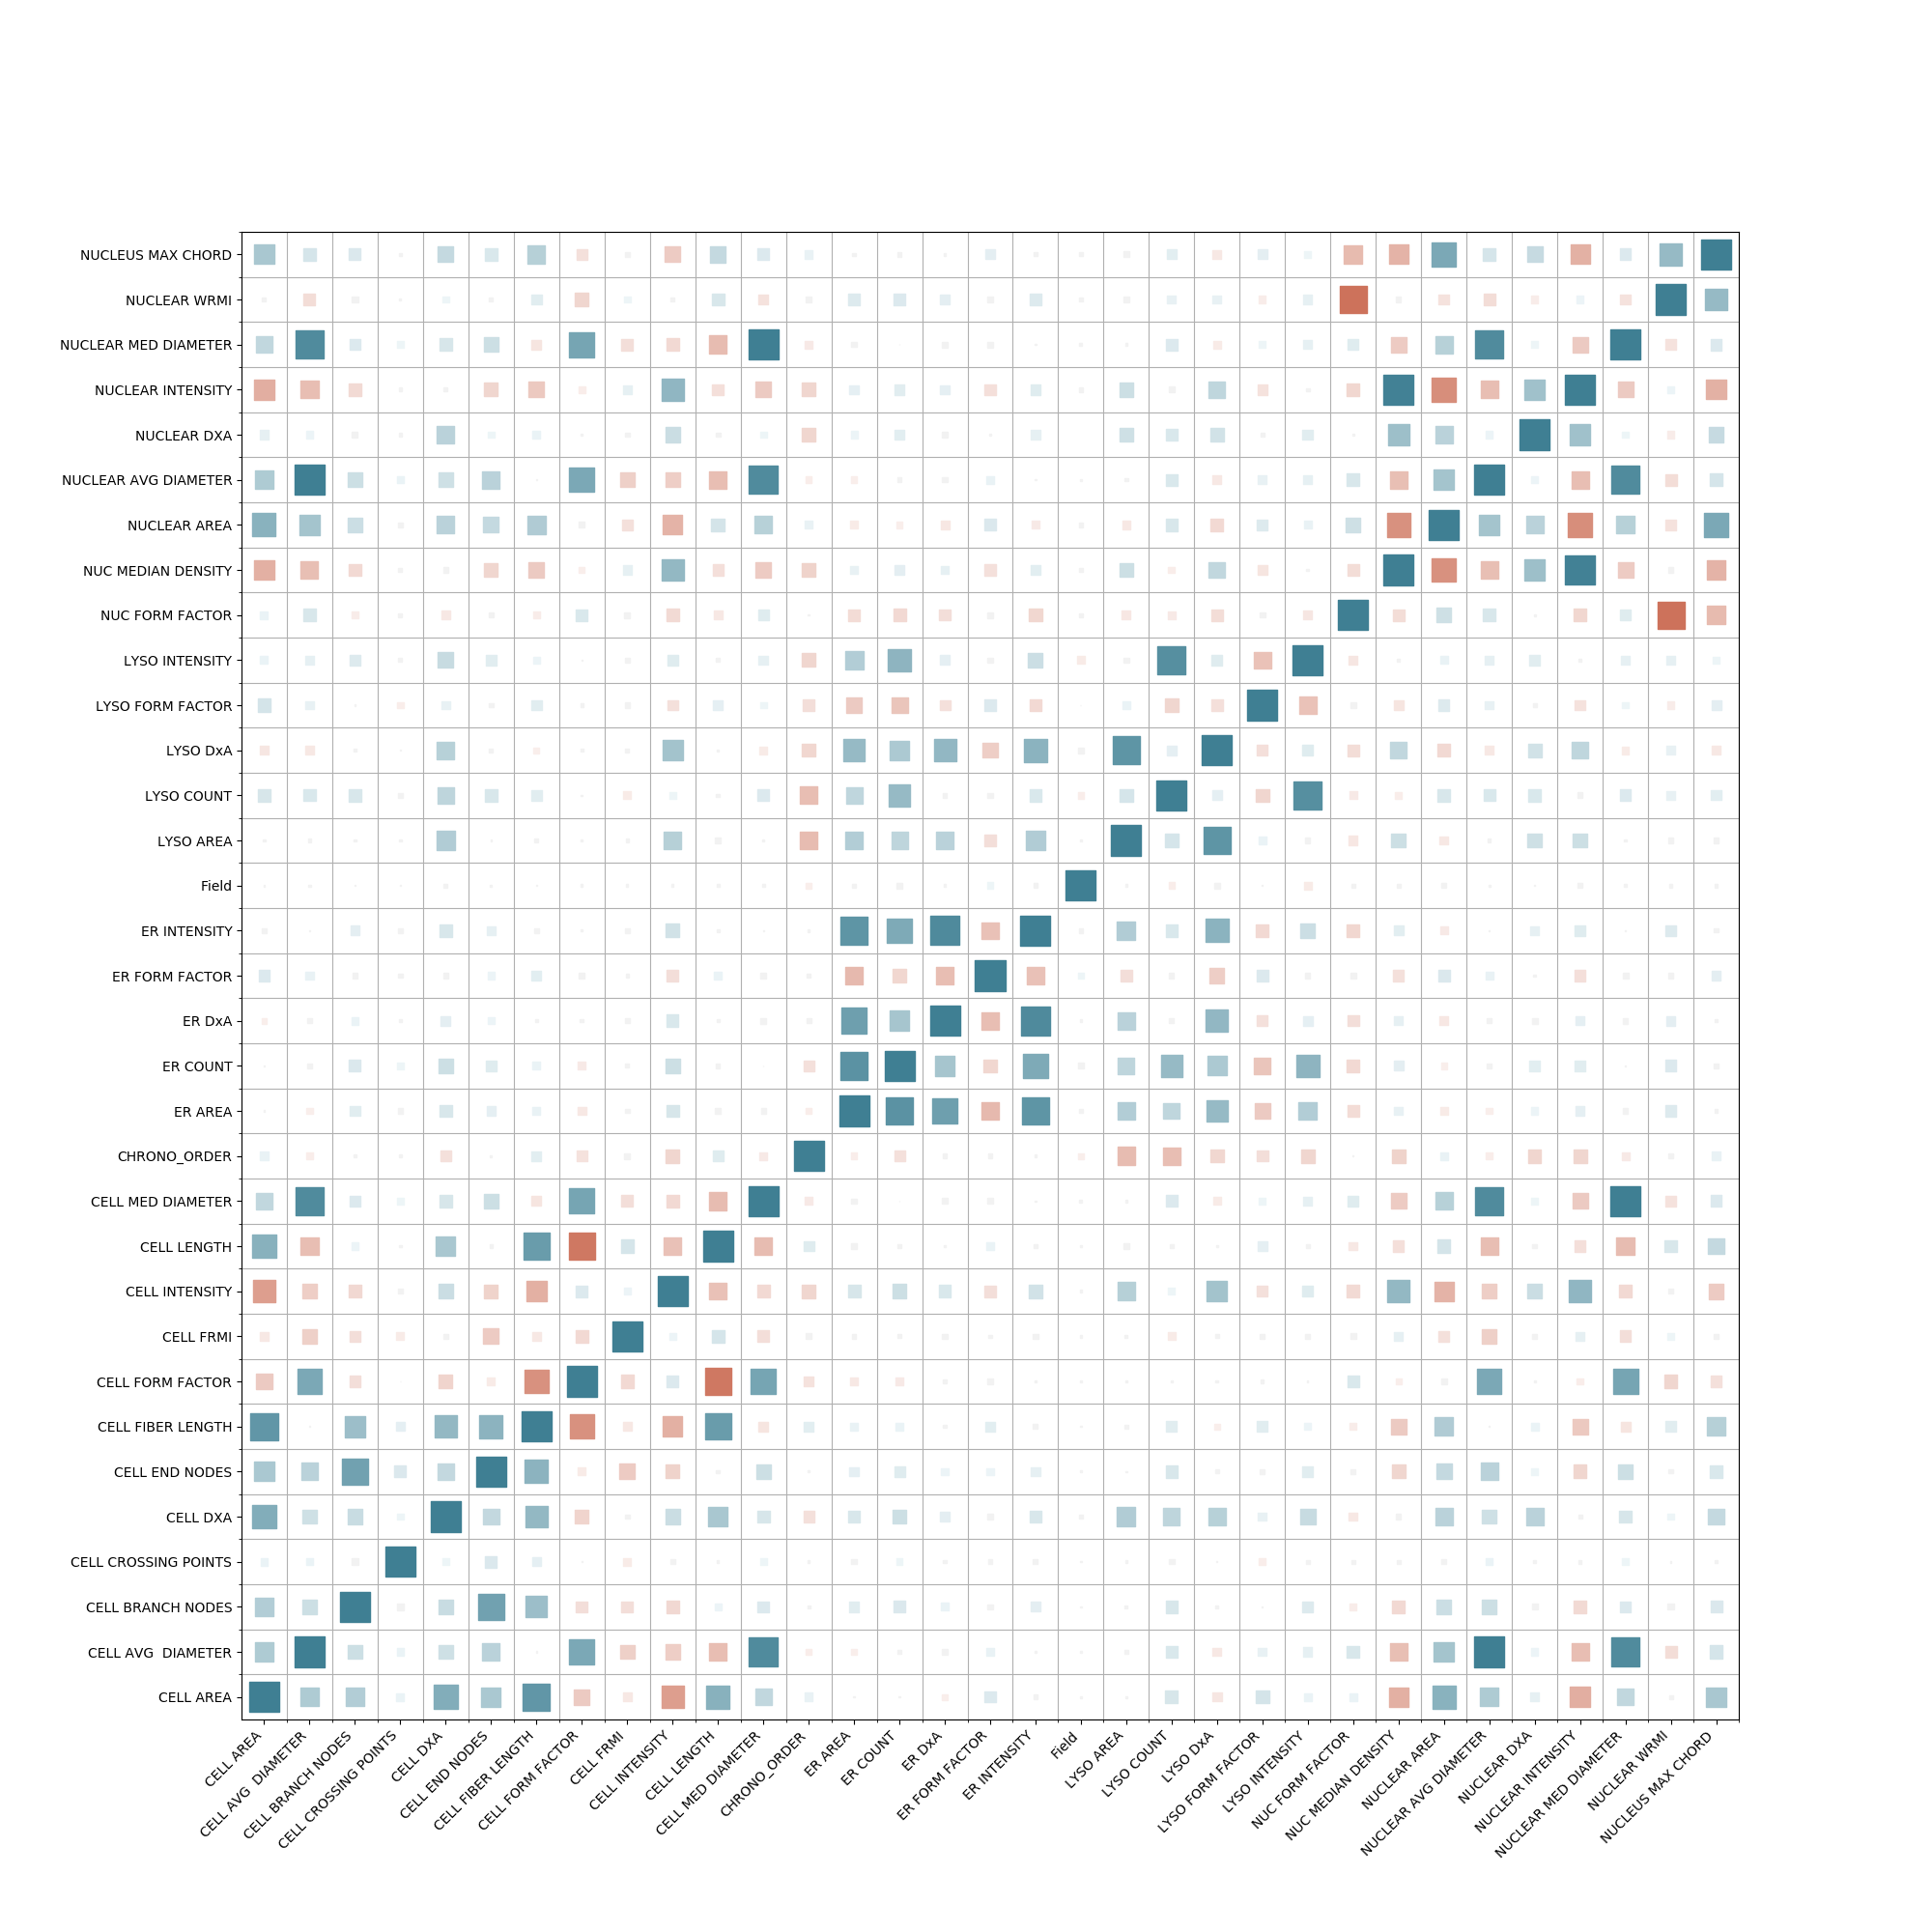 NUCLEUS MAX CHORD
NUCLEAR WRMI
NUCLEAR MED DIAMETER
NUCLEAR INTENSITY
NUCLEAR DXA
NUCLEAR AVG DIAMETER
NUCLEAR AREA
NUC MEDIAN DENSITY
NUC FORM FACTOR
LYSO INTENSITY
LYSO FORM FACTOR
LYSO DxA
LYSO COUNT
LYSO AREA
Field
ER INTENSITY
ER FORM FACTOR
ER DxA
ER COUNT
ER AREA
CHRONO_ORDER
CELL MED DIAMETER
CELL LENGTH
CELL INTENSITY
CELL FRMI
CELL FORM FACTOR
CELL FIBER LENGTH
CELL END NODES
CELL DXA
CELL CROSSING POINTS
CELL BRANCH NODES
CELL AVG  DIAMETER
CELL AREA
CELL AREA
CELL AVG  DIAMETER
CELL BRANCH NODES
CELL CROSSING POINTS
CELL DXA
CELL END NODES
CELL FIBER LENGTH
CELL FORM FACTOR
CELL FRMI
CELL INTENSITY
CELL LENGTH
CELL MED DIAMETER
CHRONO_ORDER
ER AREA
ER COUNT
ER DxA
ER FORM FACTOR
ER INTENSITY
Field
LYSO AREA
LYSO COUNT
LYSO DxA
LYSO FORM FACTOR
LYSO INTENSITY
NUC FORM FACTOR
NUC MEDIAN DENSITY
NUCLEAR AREA
NUCLEAR AVG DIAMETER
NUCLEAR DXA
NUCLEAR INTENSITY
NUCLEAR MED DIAMETER
NUCLEAR WRMI
NUCLEUS MAX CHORD